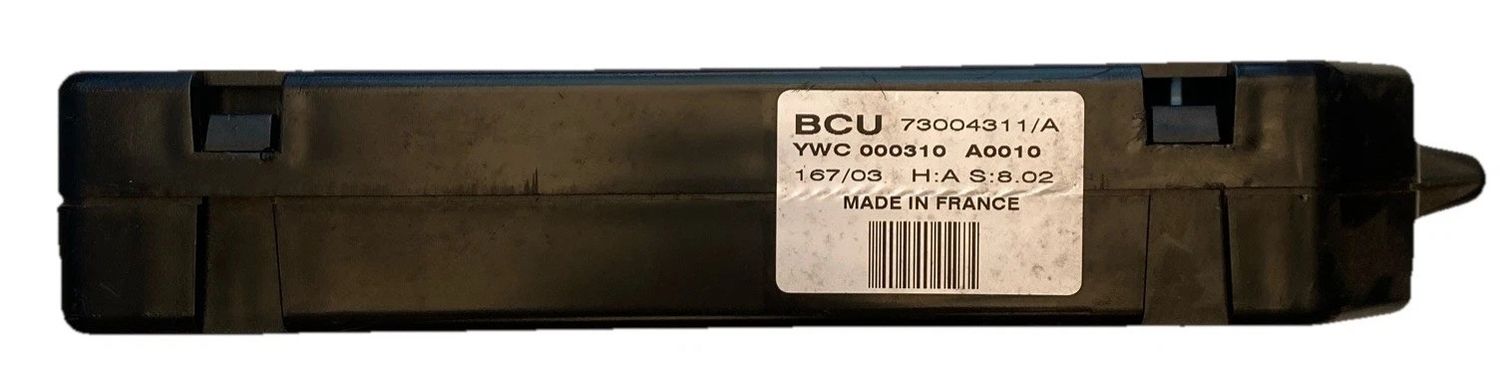 BCU 73004311/A
YWC 000310 A0010
167/03 H:A S:8.02
MADE IN FRANCE